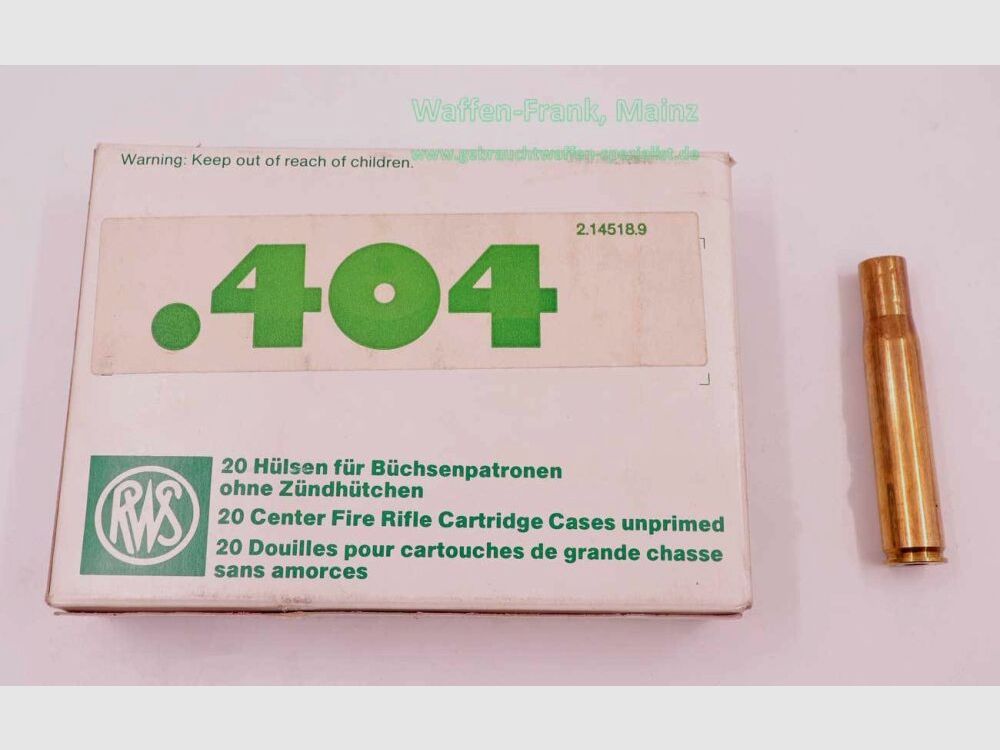 Waffen-Frank, Mainz
www.gebrauchtwaffen-spezialist.de
Warning: Keep out of reach of children.
2.14518.9
.404
RWS
20 Hülsen für Büchsenpatronen
ohne Zündhütchen
20 Center Fire Rifle Cartridge Cases unprimed
20 Douilles pour cartouches de grande chasse
sans amorces